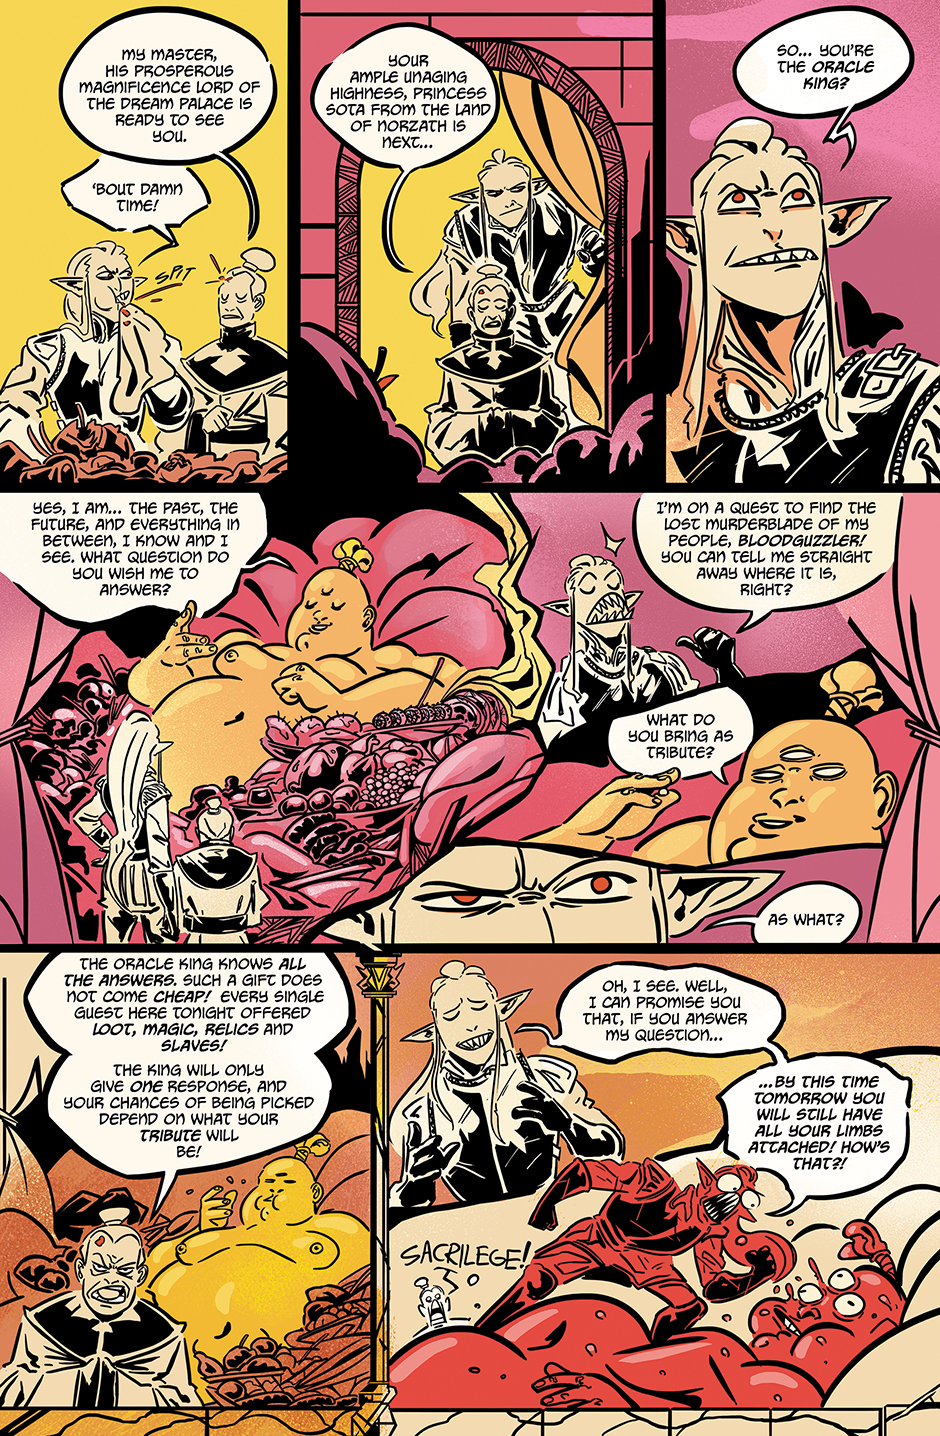 MY MASTER,
HIS PROSPEROUS
MAGNIFICENCE LORD OF
THE DREAM PALACE IS
READY TO SEE
YOU.
'BOUT DAMN
TIME!
SPIT
YOUR
AMPLE UNAGING
HIGHNESS, PRINCESS
SOTA FROM THE LAND
OF NORZATH IS
NEXT...
SO... YOU'RE
THE ORACLE
KING?
YES, I AM... THE PAST, THE
FUTURE, AND EVERYTHING IN
BETWEEN, I KNOW AND I
SEE. WHAT QUESTION DO
YOU WISH ME TO
ANSWER?
I'M ON A QUEST TO FIND THE
LOST MURDERBLADE OF MY
PEOPLE, BLOODGUZZLER!
YOU CAN TELL ME STRAIGHT
AWAY WHERE IT IS,
RIGHT?
WHAT DO
YOU BRING AS
TRIBUTE?
AS WHAT?
THE ORACLE KING KNOWS ALL
THE ANSWERS. SUCH A GIFT DOES
NOT COME CHEAP! EVERY SINGLE
GUEST HERE TONIGHT OFFERED
LOOT, MAGIC, RELICS AND
SLAVES!
THE KING WILL ONLY
GIVE ONE RESPONSE, AND
YOUR CHANCES OF BEING PICKED
DEPEND ON WHAT YOUR
TRIBUTE WILL
BE!
OH, I SEE. WELL,
I CAN PROMISE YOU
THAT, IF YOU ANSWER
MY QUESTION...
...BY THIS TIME
TOMORROW YOU
WILL STILL HAVE
ALL YOUR LIMBS
ATTACHED! HOW'S
THAT?!
SACRILEGE!